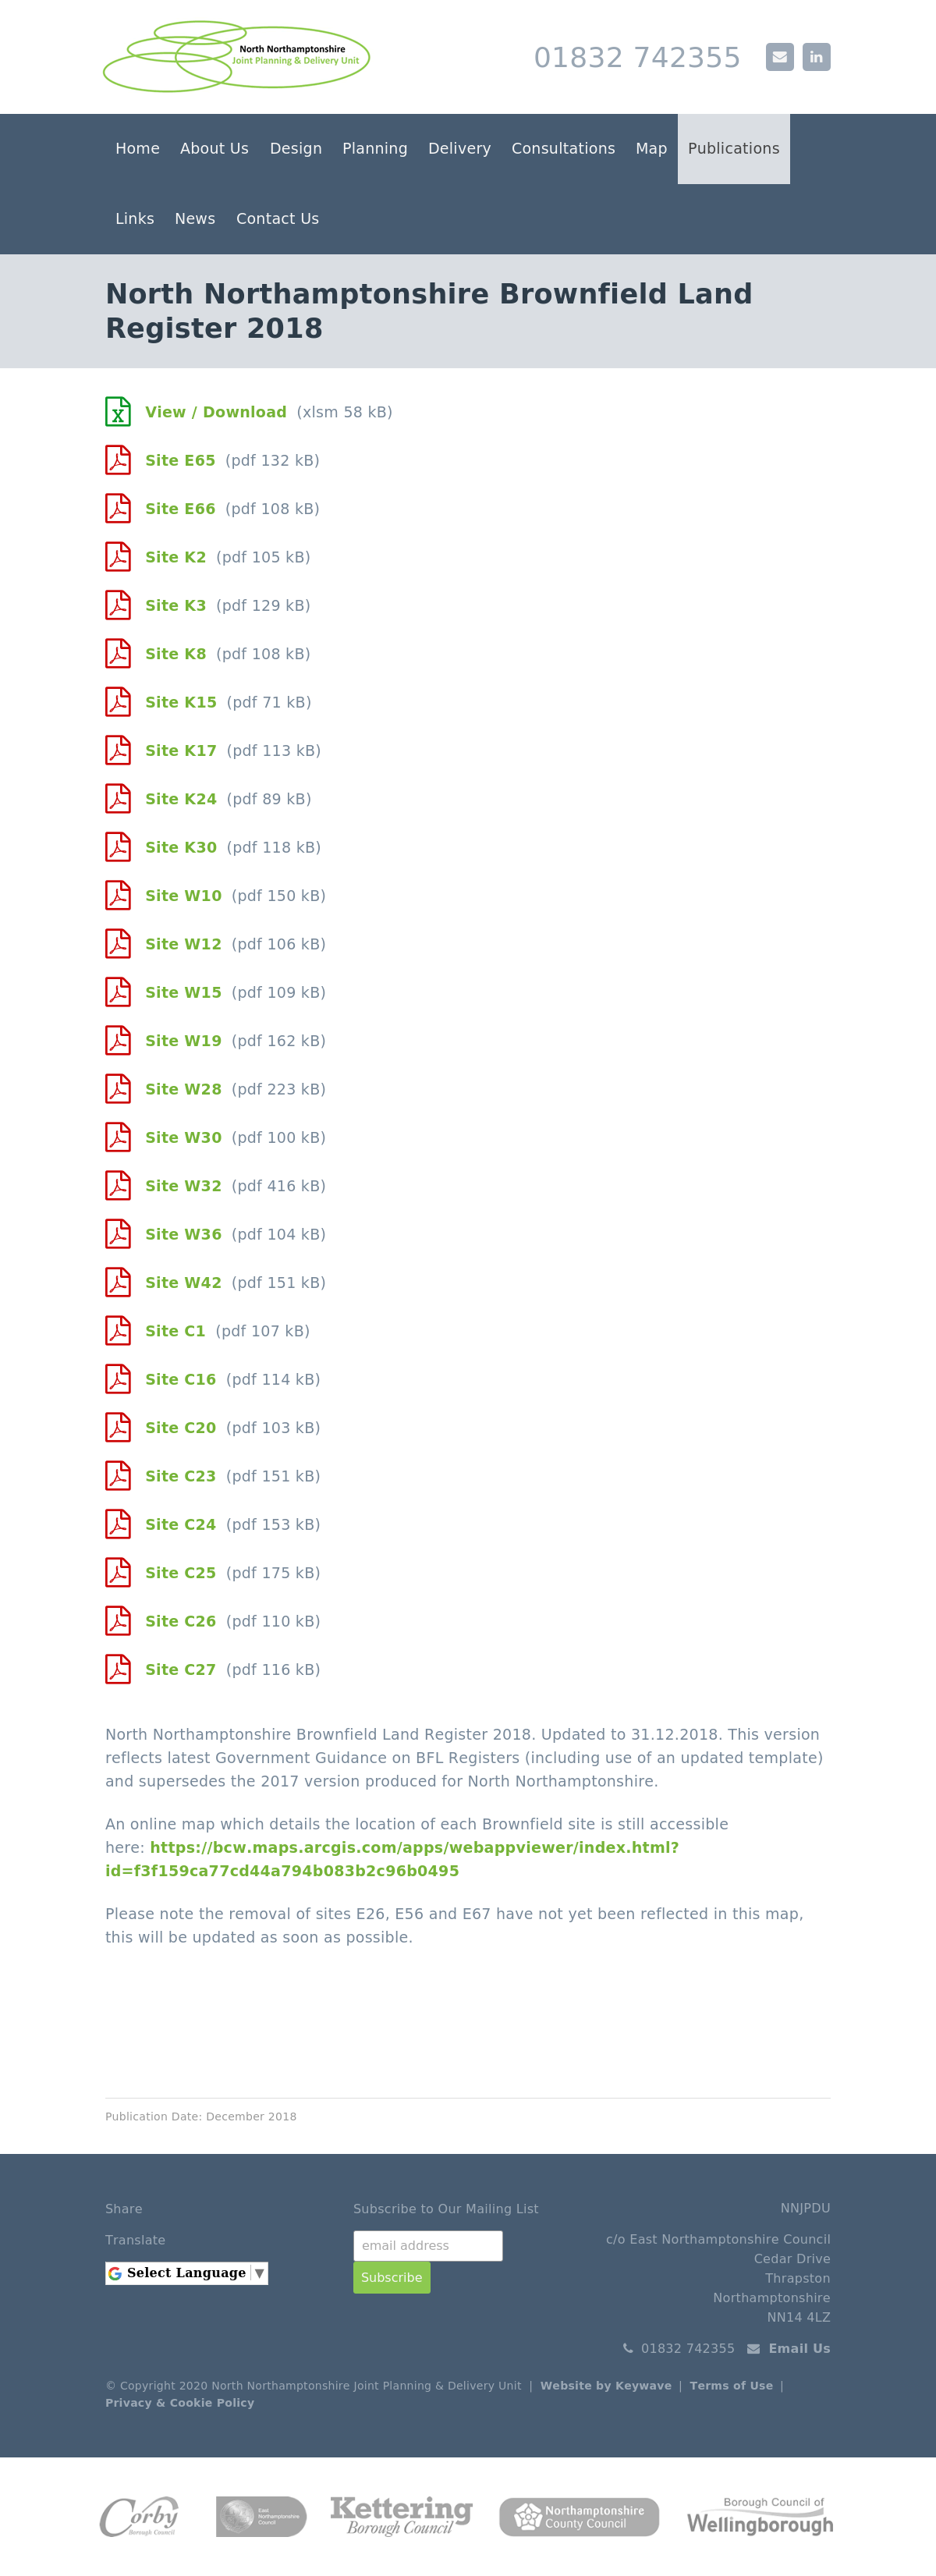 North Northamptonshire
Joint Planning & Delivery Unit
01832 742355
Home About Us Design Planning Delivery Consultations Map Publications
Links News Contact Us
North Northamptonshire Brownfield Land
Register 2018
View / Download (xlsm 58 kB)
Site E65 (pdf 132 kB)
Site E66 (pdf 108 kB)
Site K2 (pdf 105 kB)
Site K3 (pdf 129 kB)
Site K8 (pdf 108 kB)
Site K15 (pdf 71 kB)
Site K17 (pdf 113 kB)
Site K24 (pdf 89 kB)
Site K30 (pdf 118 kB)
Site W10 (pdf 150 kB)
Site W12 (pdf 106 kB)
Site W15 (pdf 109 kB)
Site W19 (pdf 162 kB)
Site W28 (pdf 223 kB)
Site W30 (pdf 100 kB)
Site W32 (pdf 416 kB)
Site W36 (pdf 104 kB)
Site W42 (pdf 151 kB)
Site C1 (pdf 107 kB)
Site C16 (pdf 114 kB)
Site C20 (pdf 103 kB)
Site C23 (pdf 151 kB)
Site C24 (pdf 153 kB)
Site C25 (pdf 175 kB)
Site C26 (pdf 110 kB)
Site C27 (pdf 116 kB)
North Northamptonshire Brownfield Land Register 2018. Updated to 31.12.2018. This version
reflects latest Government Guidance on BFL Registers (including use of an updated template)
and supersedes the 2017 version produced for North Northamptonshire.
An online map which details the location of each Brownfield site is still accessible
here: https://bcw.maps.arcgis.com/apps/webappviewer/index.html?
id=f3f159ca77cd44a794b083b2c96b0495
Please note the removal of sites E26, E56 and E67 have not yet been reflected in this map,
this will be updated as soon as possible.
Publication Date: December 2018
Share
Translate
Select Language ▼
Subscribe to Our Mailing List
email address
Subscribe
NNJPDU
c/o East Northamptonshire Council
Cedar Drive
Thrapston
Northamptonshire
NN14 4LZ
01832 742355 Email Us
© Copyright 2020 North Northamptonshire Joint Planning & Delivery Unit | Website by Keywave | Terms of Use |
Privacy & Cookie Policy
Corby
Borough Council
East
Northamptonshire
Council
Kettering
Borough Council
Northamptonshire
County Council
Borough Council of
Wellingborough